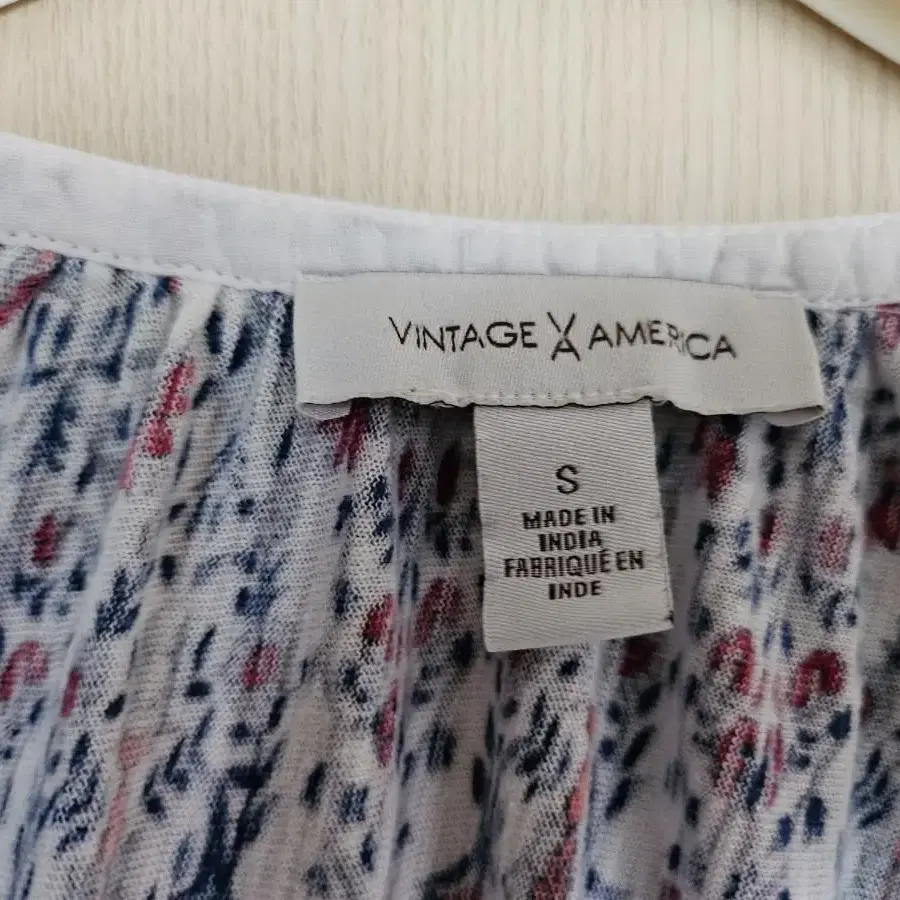 VINTAGE VA AMERICA
S
MADE IN
INDIA
FABRIQUÉ EN
INDE